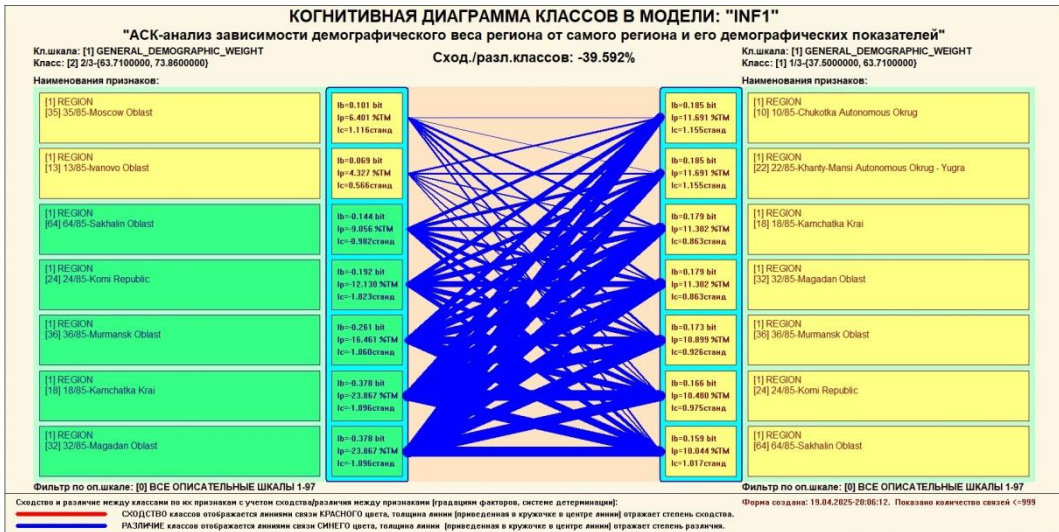 КОГНИТИВНАЯ ДИАГРАММА КЛАССОВ В МОДЕЛИ: "INF1"
"АСК-анализ зависимости демографического веса региона от самого региона и его демографических показателей"
Кл.шкала: [1] GENERAL_DEMOGRAPHIC_WEIGHT
Класс: [2] 2/3-{63.7100000, 73.8600000}
Сход./разл.классов: -39.592%
Кл.шкала: [1] GENERAL_DEMOGRAPHIC_WEIGHT
Класс: [1] 1/3-{37.5000000, 63.7100000}
Наименования признаков:
Наименования признаков:
[1] REGION
[35] 35/85-Moscow Oblast
Ib=0.101 bit
Ip=6.401 %ТМ
Ic=1.116станд
Ib=0.185 bit
Ip=11.691 %ТМ
Ic=1.155станд
[1] REGION
[10] 10/85-Chukotka Autonomous Okrug
[1] REGION
[13] 13/85-Ivanovo Oblast
Ib=0.069 bit
Ip=4.327 %ТМ
Ic=0.566станд
Ib=0.185 bit
Ip=11.691 %ТМ
Ic=1.155станд
[1] REGION
[22] 22/85-Khanty-Mansi Autonomous Okrug - Yugra
[1] REGION
[64] 64/85-Sakhalin Oblast
Ib=-0.144 bit
Ip=-9.056 %ТМ
Ic=-0.982станд
Ib=0.179 bit
Ip=11.302 %ТМ
Ic=0.863станд
[1] REGION
[18] 18/85-Kamchatka Krai
[1] REGION
[24] 24/85-Komi Republic
Ib=-0.192 bit
Ip=-12.130 %ТМ
Ic=-1.023станд
Ib=0.179 bit
Ip=11.302 %ТМ
Ic=0.863станд
[1] REGION
[32] 32/85-Magadan Oblast
[1] REGION
[36] 36/85-Murmansk Oblast
Ib=-0.261 bit
Ip=-16.461 %ТМ
Ic=-1.060станд
Ib=0.173 bit
Ip=10.899 %ТМ
Ic=0.926станд
[1] REGION
[36] 36/85-Murmansk Oblast
[1] REGION
[18] 18/85-Kamchatka Krai
Ib=-0.378 bit
Ip=-23.867 %ТМ
Ic=-1.096станд
Ib=0.166 bit
Ip=10.480 %ТМ
Ic=0.975станд
[1] REGION
[24] 24/85-Komi Republic
[1] REGION
[32] 32/85-Magadan Oblast
Ib=-0.378 bit
Ip=-23.867 %ТМ
Ic=-1.096станд
Ib=0.159 bit
Ip=10.044 %ТМ
Ic=1.017станд
[1] REGION
[64] 64/85-Sakhalin Oblast
Фильтр по оп.шкале: [0] ВСЕ ОПИСАТЕЛЬНЫЕ ШКАЛЫ 1-97
Фильтр по оп.шкале: [0] ВСЕ ОПИСАТЕЛЬНЫЕ ШКАЛЫ 1-97
Сходство и различие между классами по их признакам с учетом сходства/различия между признаками (градациям факторов, системе детерминации):
Форма создана: 19.04.2025-20:06:12. Показано количество связей <=999
СХОДСТВО классов отображается линиями связи КРАСНОГО цвета, толщина линии (приведенная в кружочке в центре линии) отражает степень сходства.
РАЗЛИЧИЕ классов отображается линиями связи СИНЕГО цвета, толщина линии (приведенная в кружочке в центре линии) отражает степень различия.